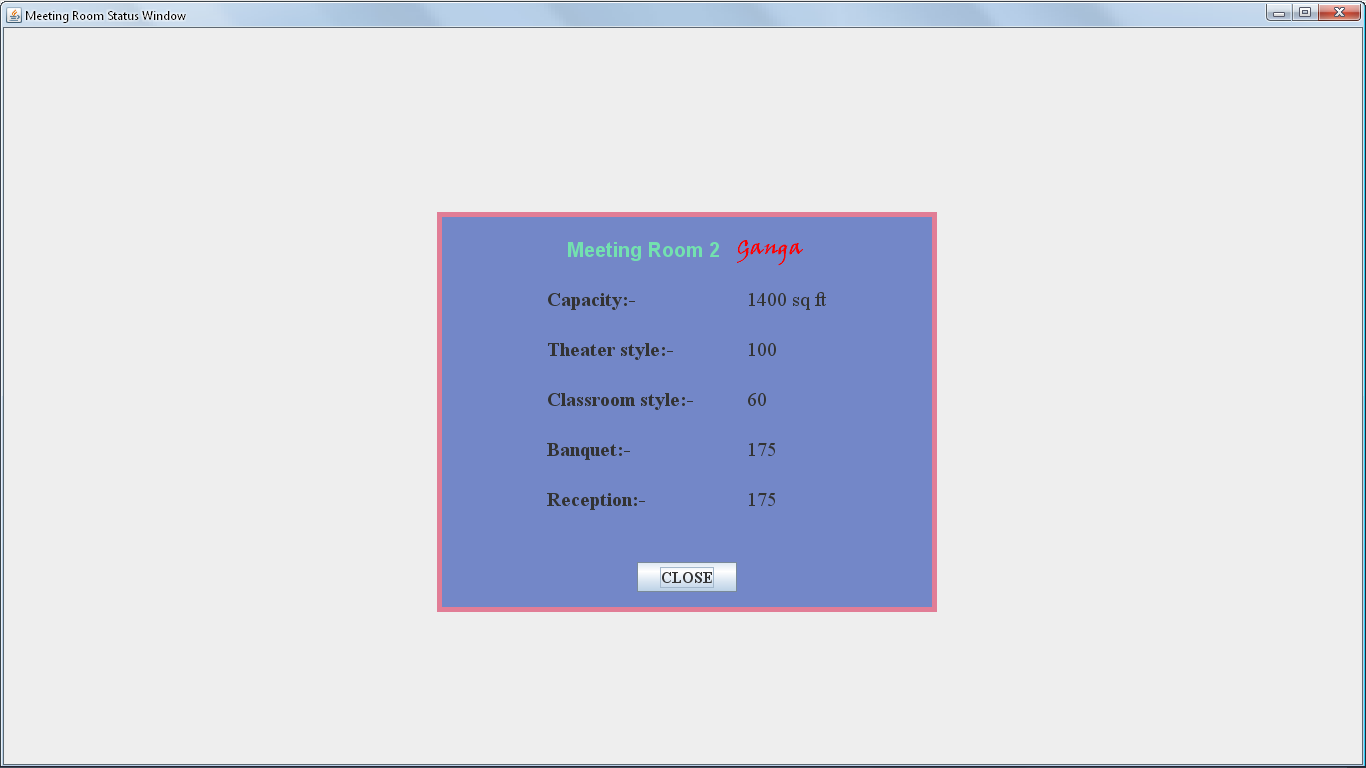 Meeting Room Status Window
Meeting Room 2 Ganga
Capacity:- 1400 sq ft
Theater style:- 100
Classroom style:- 60
Banquet:- 175
Reception:- 175
CLOSE